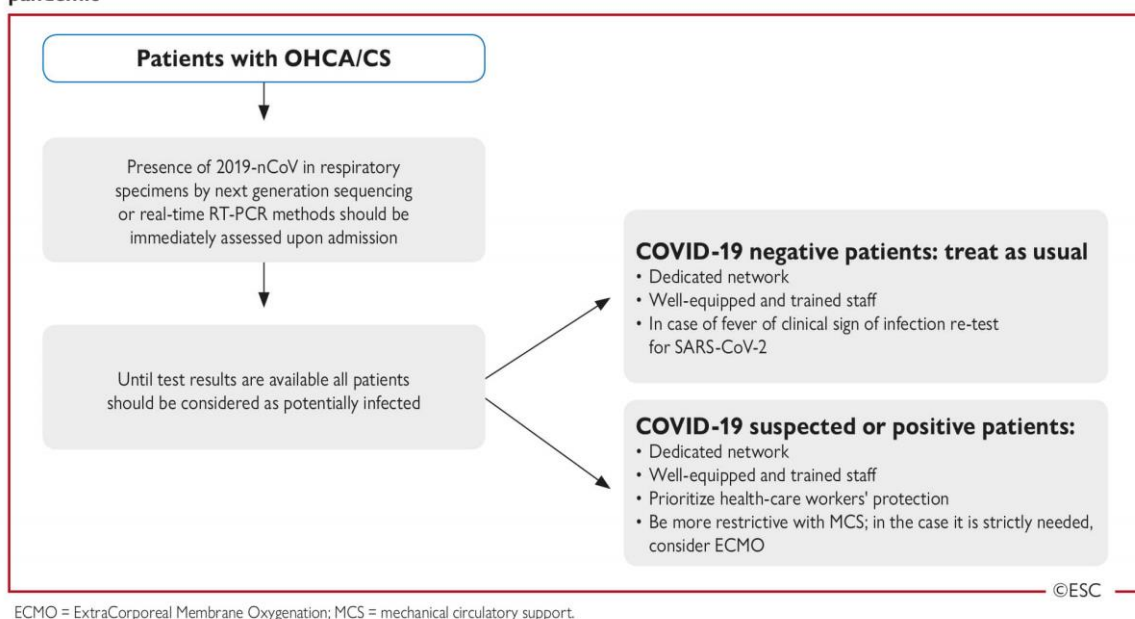 Patients with OHCA/CS
Presence of 2019-nCoV in respiratory
specimens by next generation sequencing
or real-time RT-PCR methods should be
immediately assessed upon admission
Until test results are available all patients
should be considered as potentially infected
COVID-19 negative patients: treat as usual
• Dedicated network
• Well-equipped and trained staff
• In case of fever of clinical sign of infection re-test
for SARS-CoV-2
COVID-19 suspected or positive patients:
• Dedicated network
• Well-equipped and trained staff
• Prioritize health-care workers' protection
• Be more restrictive with MCS; in the case it is strictly needed,
consider ECMO
©ESC
ECMO = ExtraCorporeal Membrane Oxygenation; MCS = mechanical circulatory support.